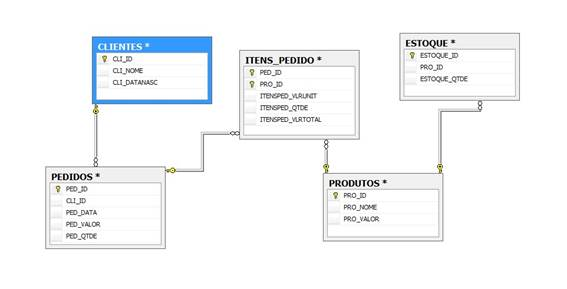 CLIENTES *
CLI_ID
CLI_NOME
CLI_DATANASC
ITENS_PEDIDO *
PED_ID
PRO_ID
ITENSPED_VLRUNIT
ITENSPED_QTDE
ITENSPED_VLRTOTAL
ESTOQUE *
ESTOQUE_ID
PRO_ID
ESTOQUE_QTDE
PEDIDOS *
PED_ID
CLI_ID
PED_DATA
PED_VALOR
PED_QTDE
PRODUTOS *
PRO_ID
PRO_NOME
PRO_VALOR